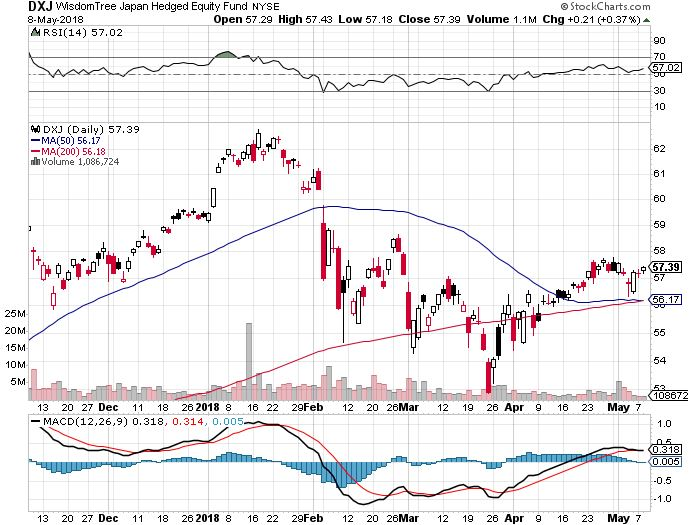 DXJ WisdomTree Japan Hedged Equity Fund NYSE © StockCharts.com
8-May-2018 Open 57.29 High 57.43 Low 57.18 Close 57.39 Volume 1.1M Chg +0.21 (+0.37%)
RSI(14) 57.02
90
70
57.02
50
30
10
DXJ (Daily) 57.39
MA(50) 56.17
MA(200) 56.18
Volume 1,086,724
62
61
60
59
58
57.39
57
56.17
55
54
53
25M
20M
15M
10M
5M
1086724
13 20 27 Dec 11 18 26 2018 8 16 22 29 Feb 12 20 26 Mar 12 19 26 Apr 9 16 23 May 7
MACD(12,26,9) 0.318, 0.314, 0.005
1.0
0.5
0.318
0.005
-0.5
-1.0
13 20 27 Dec 11 18 26 2018 8 16 22 29 Feb 12 20 26 Mar 12 19 26 Apr 9 16 23 May 7